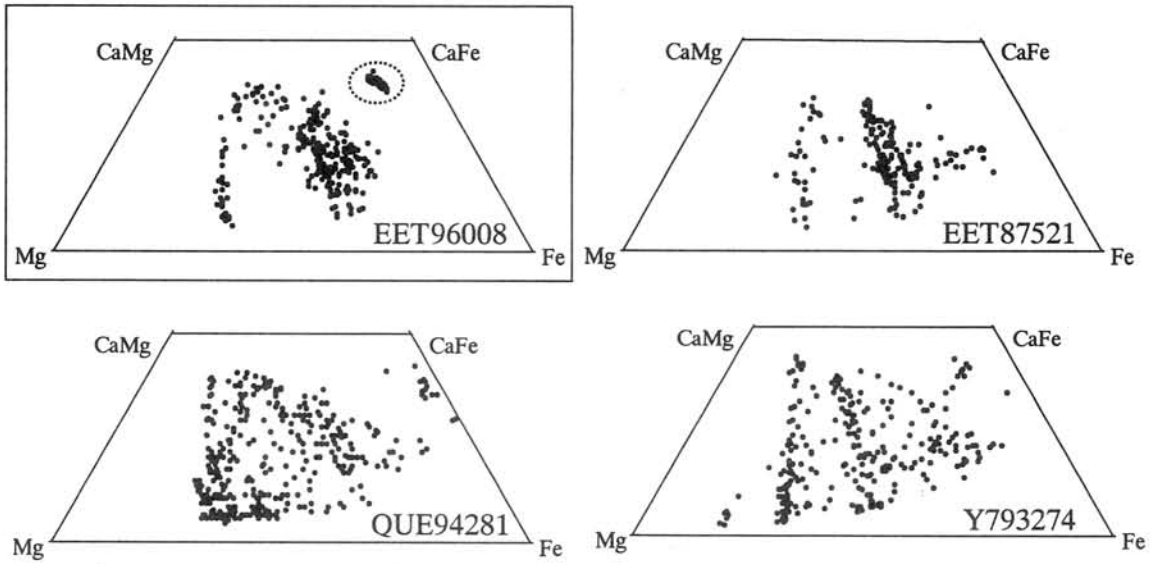 CaMg CaFe
EET96008
Mg Fe
CaMg CaFe
EET87521
Mg Fe
CaMg CaFe
QUE94281
Mg Fe
CaMg CaFe
Y793274
Mg Fe